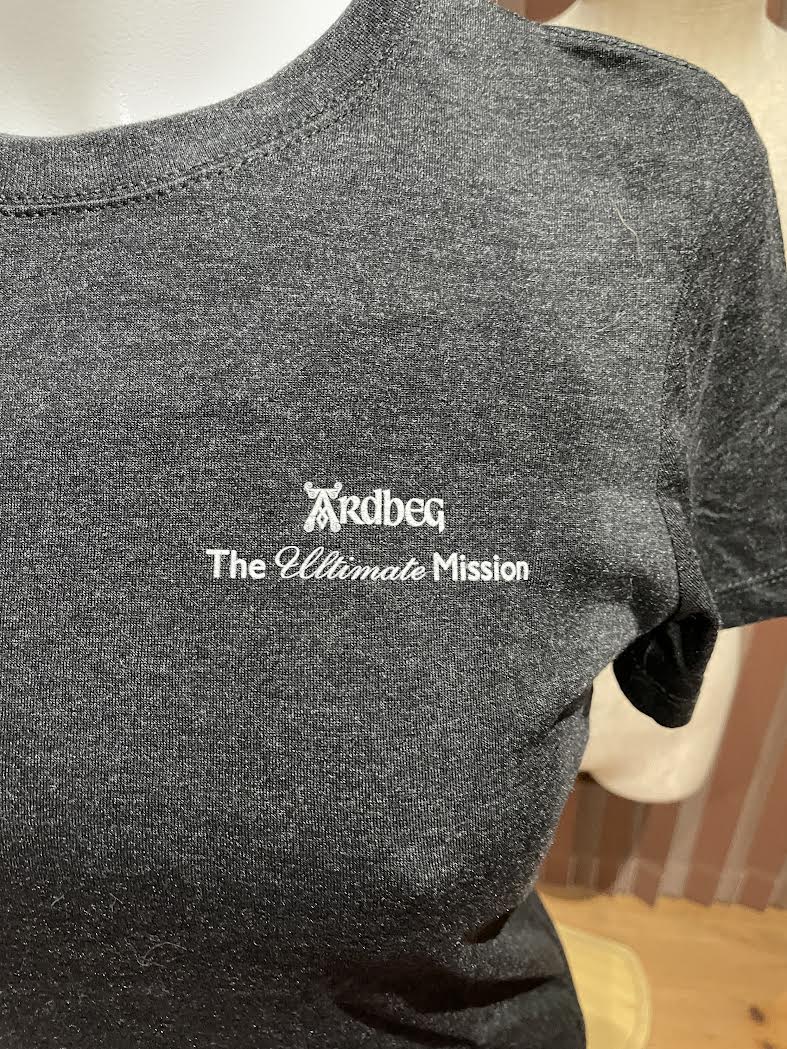 Ardbeg
The Ultimate Mission